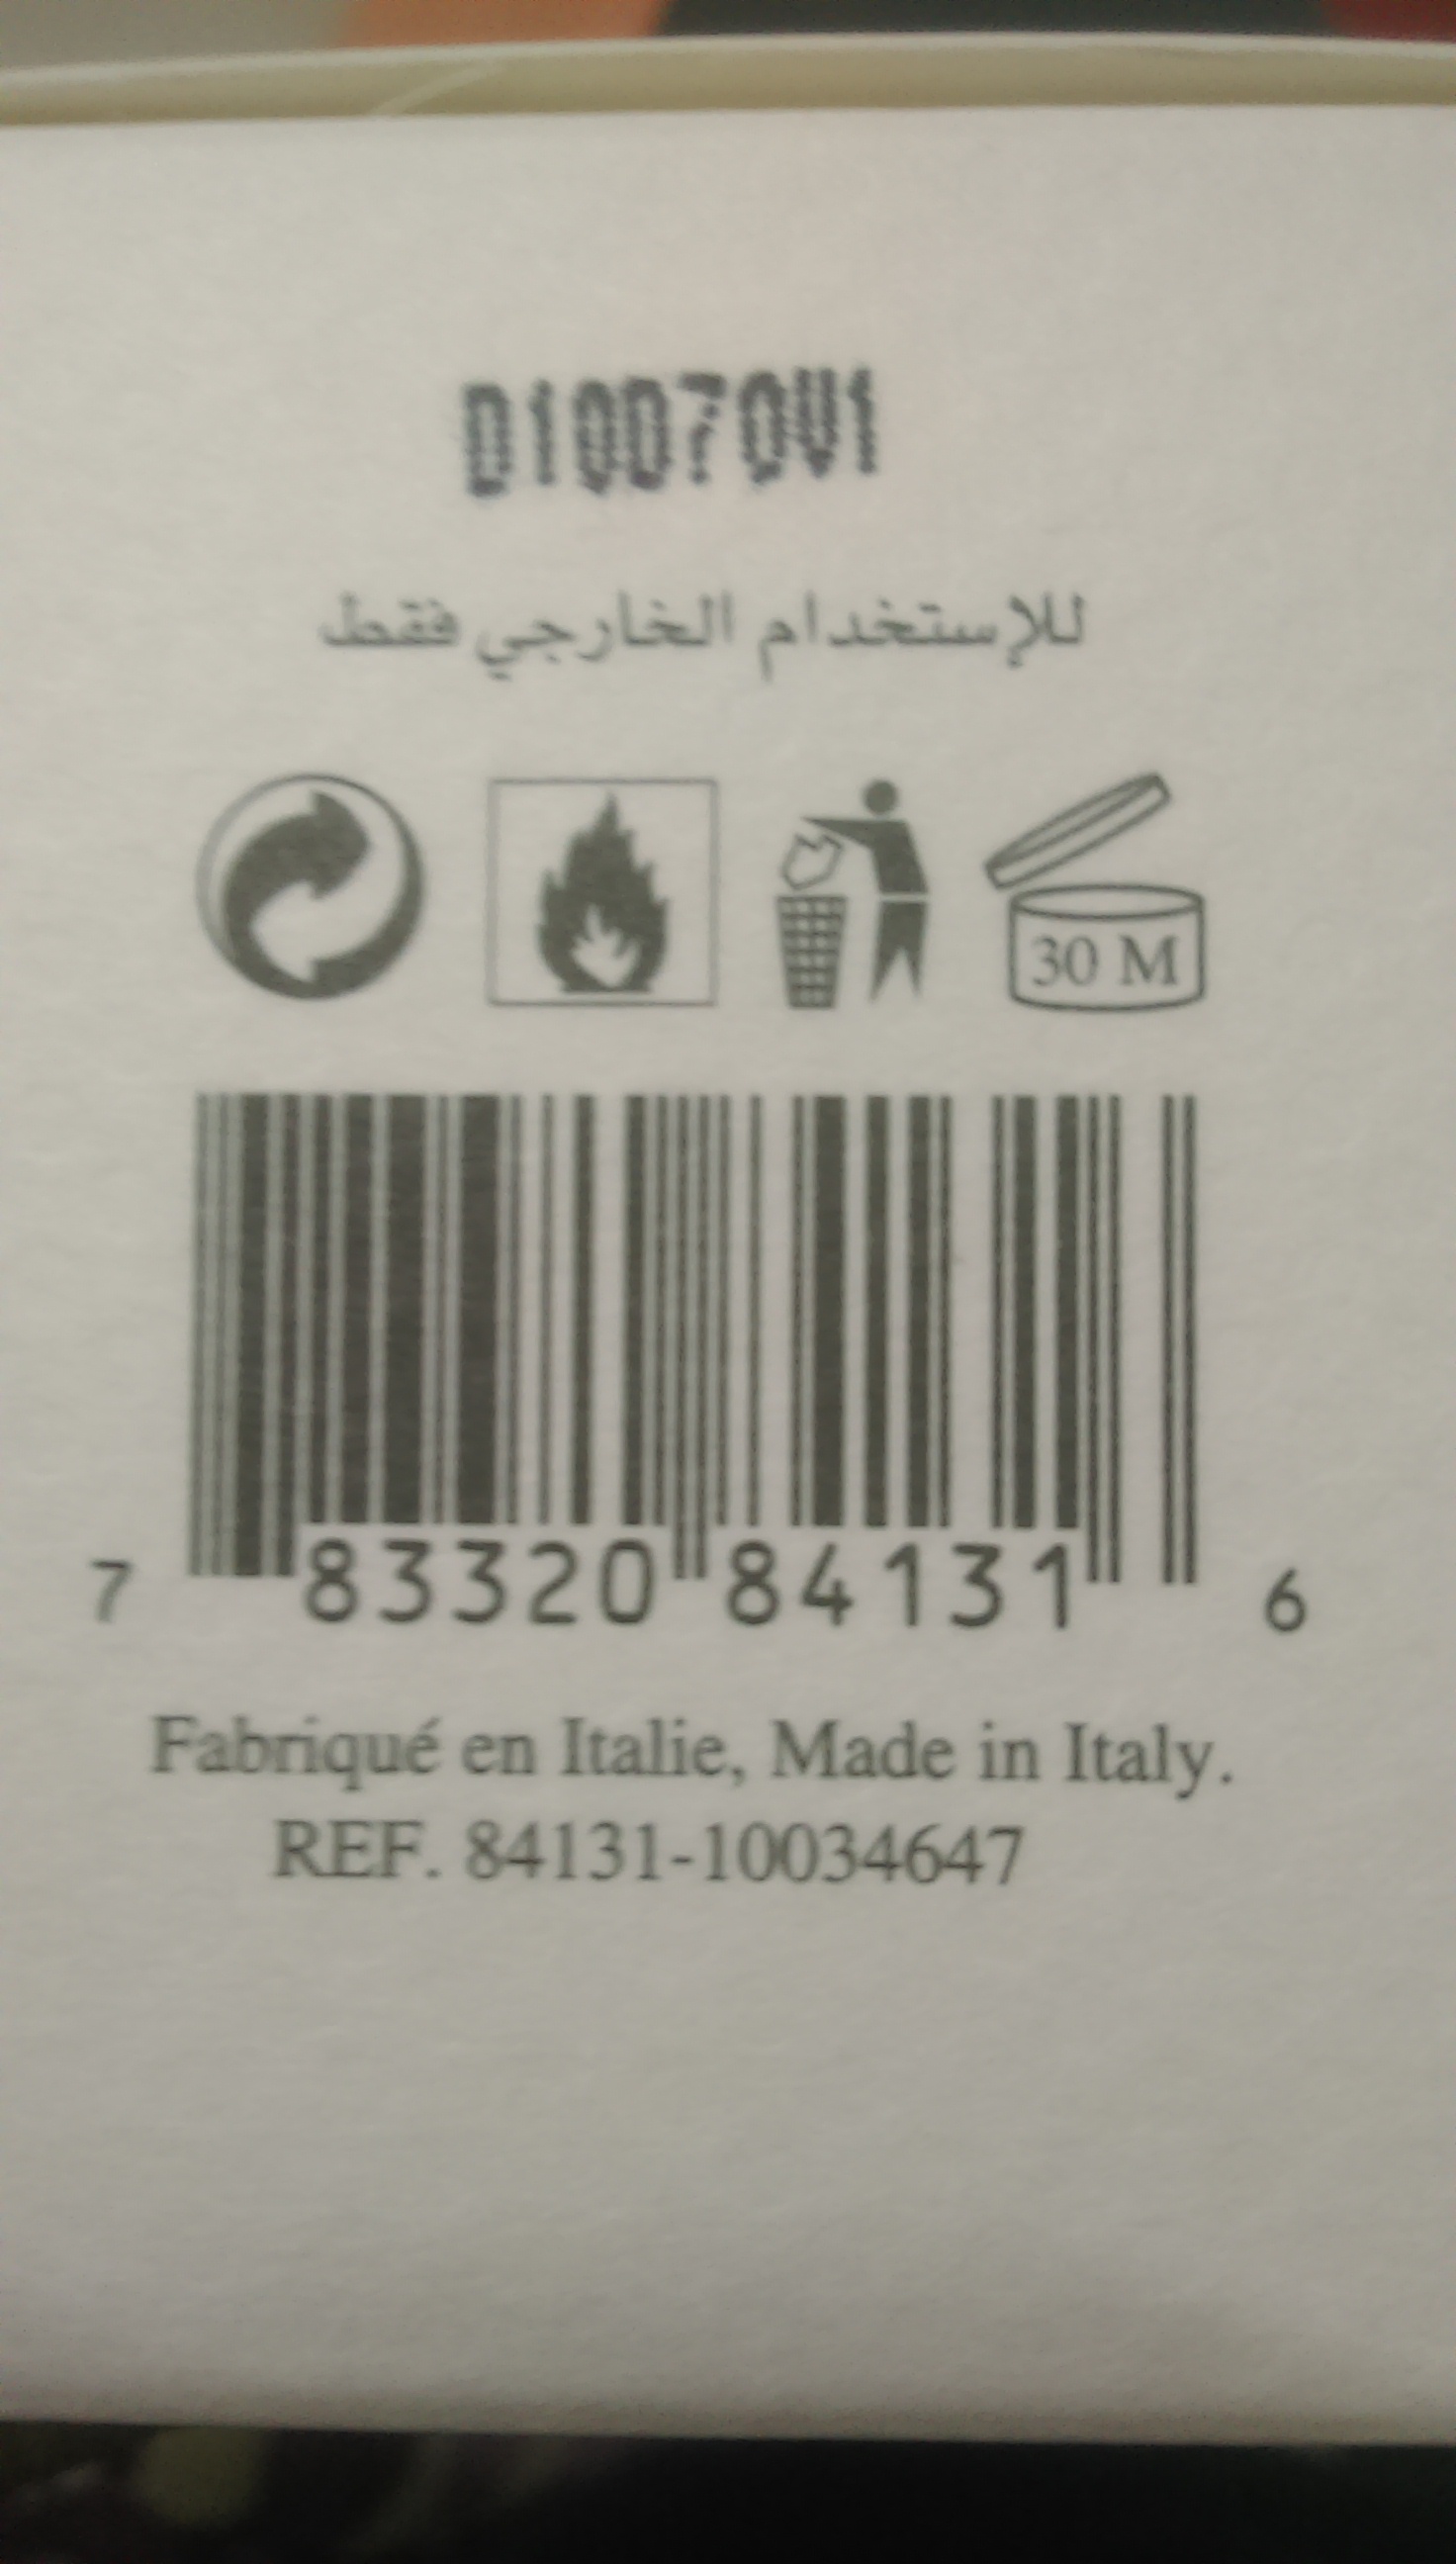 D10070V1
للإستخدام الخارجي فقط
30 M
7 83320 84131 6
Fabriqué en Italie, Made in Italy.
REF. 84131-10034647